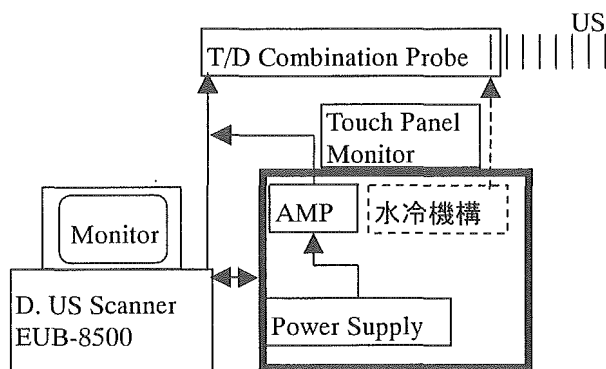 US
T/D Combination Probe
Touch Panel
Monitor
AMP
水冷機構
Monitor
D. US Scanner
EUB-8500
Power Supply